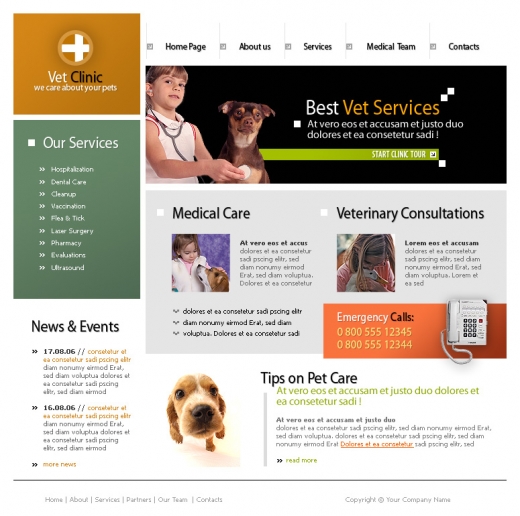 Vet Clinic
we care about your pets
Home Page
About us
Services
Medical Team
Contacts
Best Vet Services
At vero eos et accusam et justo duo
dolores et ea consetetur sadi !
START CLINIC TOUR
Our Services
Hospitalization
Dental Care
Cleanup
Vaccination
Flea & Tick
Laser Surgery
Pharmacy
Evaluations
Ultrasound
Medical Care
At vero eos et accus
dolores et ea consetetur
sadi pscing elitr, sed
diam nonumy eirmod
Erat, sed diam voluptua.
Dolores et ea consetetur
dolores et ea consetetur sadi pscing elitr
diam nonumy eirmod Erat, sed diam
voluptua. Dolores et ea consetetur sadi
Veterinary Consultations
Lorem eos et accusam
dolores et ea consetetur
sadi pscing elitr, sed
diam nonumy eirmod
Erat, sed diam
voluptua. Lorem et
ea sed
Emergency Calls:
0 800 555 12345
0 800 555 12344
News & Events
17.08.06 // consetetur et
ea consetetur sadi pscing elitr
diam nonumy eirmod Erat,
sed diam voluptua dolores et
ea consetetur sadi pscing
elitr, sed diam eirmod
16.08.06 // consetetur et
ea consetetur sadi pscing elitr
diam nonumy eirmod Erat,
sed diam voluptua dolores et
ea consetetur sadi pscing
elitr, sed diam eirmod
more news
Tips on Pet Care
At vero eos et accusam et justo duo dolores et
ea consetetur sadi !
At vero eos et accusam et justo duo
dolores et ea consetetur sadi pscing elitr, sed diam nonumy eirmod Erat,
sed diam voluptua. dolores et ea consetetur sadi pscing elitr, sed diam
nonumy eirmod Erat Dolores et ea consetetur sadi pscing elitr, sed
read more
Home | About | Services | Partners | Our Team | Contacts
Copyright © Your Company Name